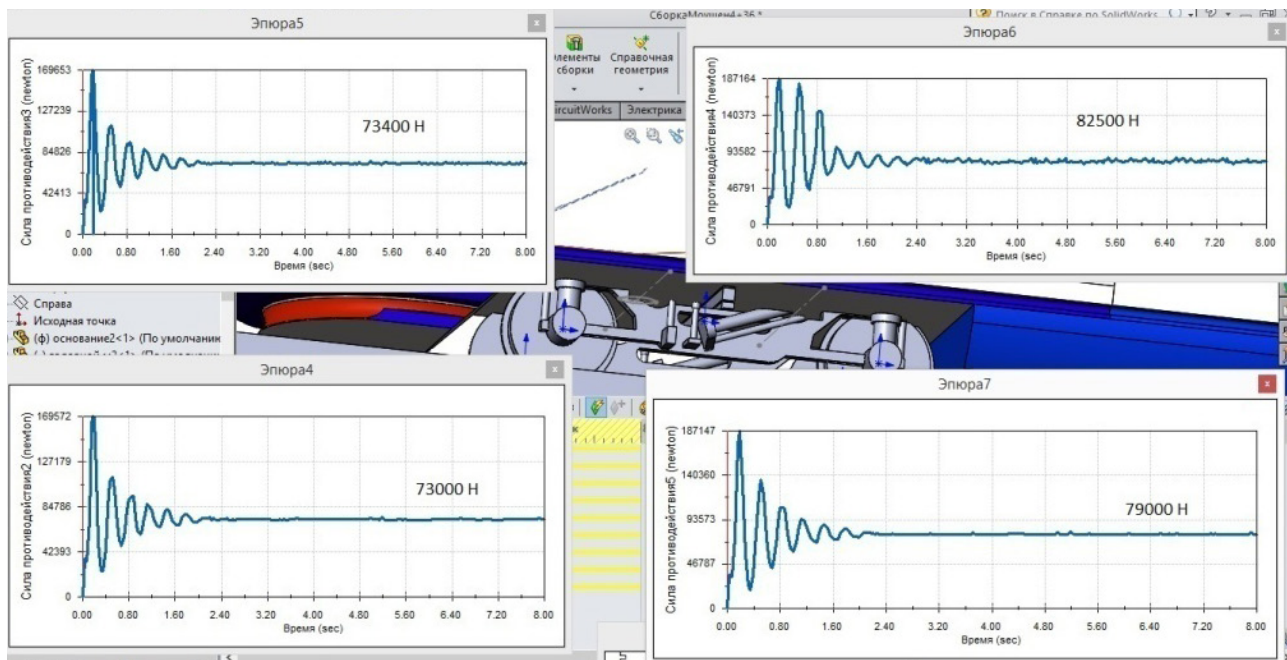 СборкаМоушен4+36 *
Поиск в Справке по SolidWorks
Элементы сборки
Справочная геометрия
CircuitWorks
Электрика
Эпюра5
Сила противодействия3 (newton)
169653
127239
84826
42413
0
73400 Н
0.00 0.80 1.60 2.40 3.20 4.00 4.80 5.60 6.40 7.20 8.00
Время (sec)
Эпюра6
Сила противодействия4 (newton)
187164
140373
93582
46791
0
82500 Н
0.00 0.80 1.60 2.40 3.20 4.00 4.80 5.60 6.40 7.20 8.00
Время (sec)
Справа
Исходная точка
(ф) основание2<1> (По умолчани
Эпюра4
Сила противодействия2 (newton)
169572
127179
84786
42393
0
73000 Н
0.00 0.80 1.60 2.40 3.20 4.00 4.80 5.60 6.40 7.20 8.00
Время (sec)
Эпюра7
Сила противодействия5 (newton)
187147
140360
93573
46787
0
79000 Н
0.00 0.80 1.60 2.40 3.20 4.00 4.80 5.60 6.40 7.20 8.00
Время (sec)